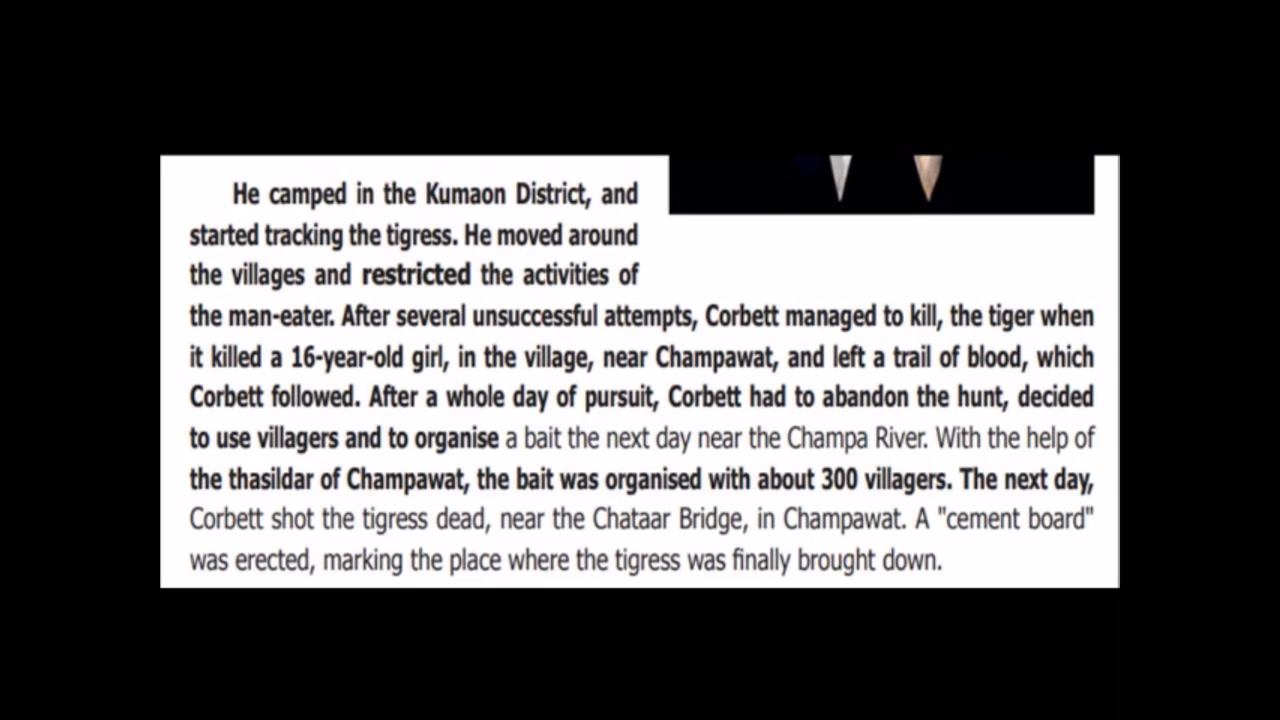 He camped in the Kumaon District, and
started tracking the tigress. He moved around
the villages and restricted the activities of
the man-eater. After several unsuccessful attempts, Corbett managed to kill, the tiger when
it killed a 16-year-old girl, in the village, near Champawat, and left a trail of blood, which
Corbett followed. After a whole day of pursuit, Corbett had to abandon the hunt, decided
to use villagers and to organise a bait the next day near the Champa River. With the help of
the thasildar of Champawat, the bait was organised with about 300 villagers. The next day,
Corbett shot the tigress dead, near the Chataar Bridge, in Champawat. A "cement board"
was erected, marking the place where the tigress was finally brought down.